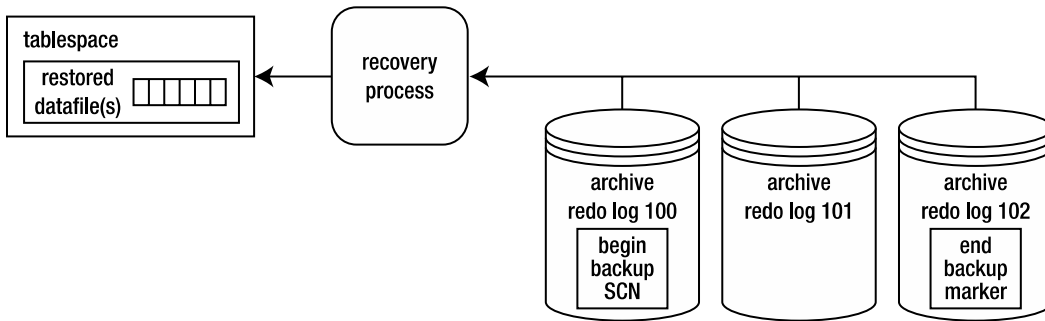 tablespace
restored
datafile(s)
recovery
process
archive
redo log 100
begin
backup
SCN
archive
redo log 101
archive
redo log 102
end
backup
marker